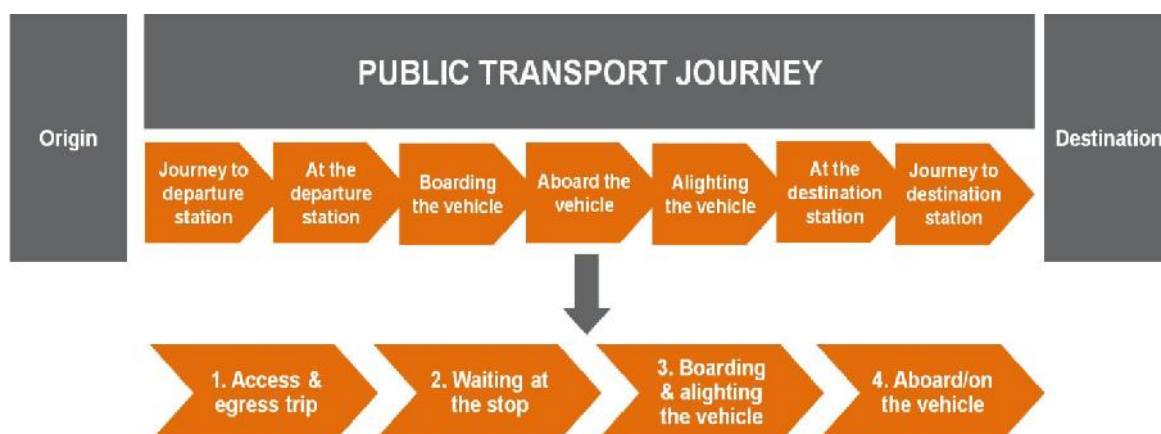 PUBLIC TRANSPORT JOURNEY
Origin
Destination
Journey to
departure
station
At the
departure
station
Boarding
the vehicle
Aboard the
vehicle
Alighting
the vehicle
At the
destination
station
Journey to
destination
station
1. Access &
egress trip
2. Waiting at
the stop
3. Boarding
& alighting
the vehicle
4. Aboard/on
the vehicle